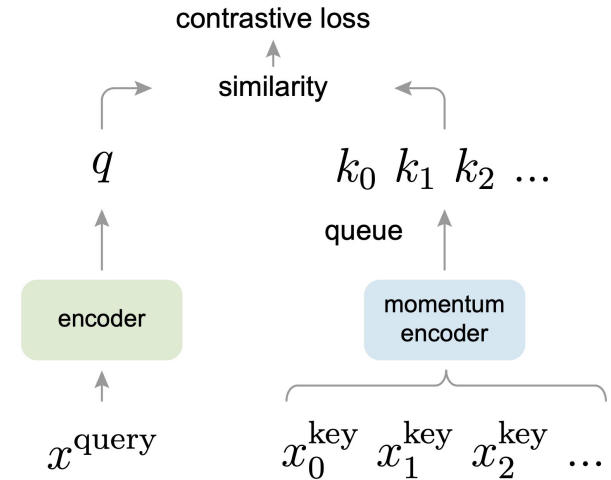 contrastive loss
similarity
q k₀ k₁ k₂ ...
queue
encoder
momentum
encoder
x^query x₀^key x₁^key x₂^key ...